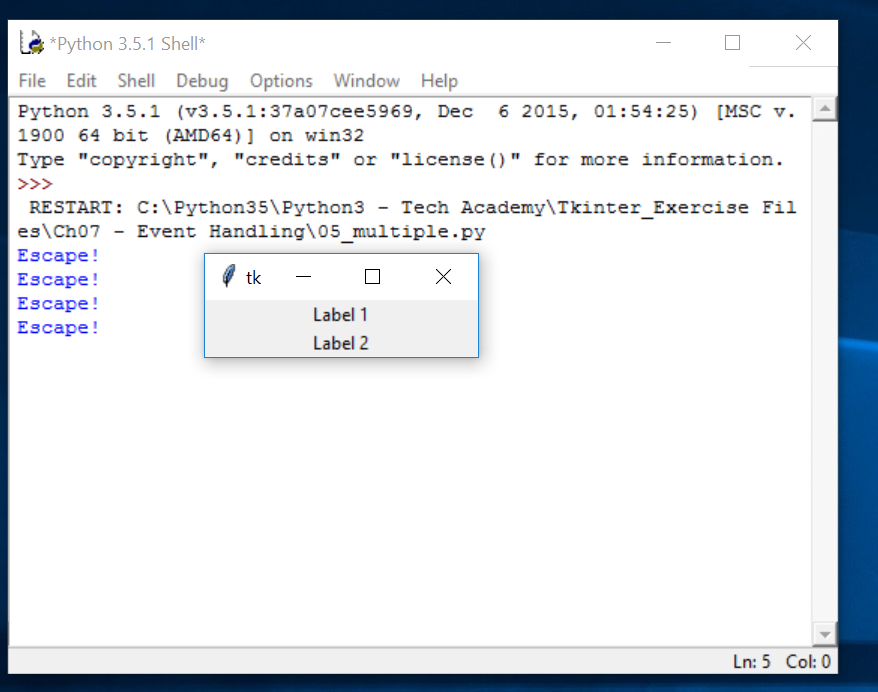 *Python 3.5.1 Shell*
File Edit Shell Debug Options Window Help
Python 3.5.1 (v3.5.1:37a07cee5969, Dec  6 2015, 01:54:25) [MSC v.
1900 64 bit (AMD64)] on win32
Type "copyright", "credits" or "license()" for more information.
>>>
 RESTART: C:\Python35\Python3 - Tech Academy\Tkinter_Exercise Fil
es\Ch07 - Event Handling\05_multiple.py
Escape!
Escape!
Escape!
Escape!
tk
Label 1
Label 2
Ln: 5 Col: 0